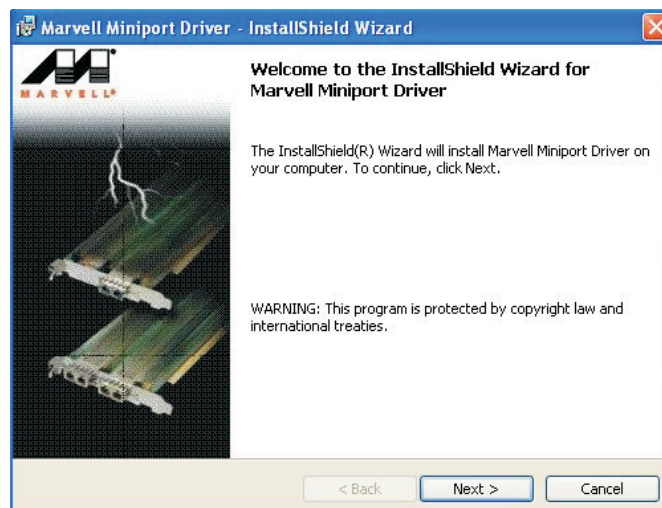 Marvell Miniport Driver - InstallShield Wizard
MARVELL®
Welcome to the InstallShield Wizard for
Marvell Miniport Driver
The InstallShield(R) Wizard will install Marvell Miniport Driver on
your computer. To continue, click Next.
WARNING: This program is protected by copyright law and
international treaties.
< Back
Next >
Cancel